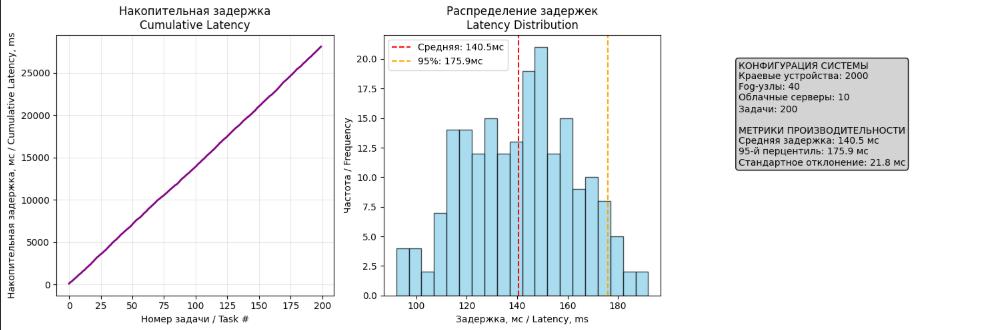 Накопительная задержка
Cumulative Latency
Накопительная задержка, мс / Cumulative Latency, ms
25000
20000
15000
10000
5000
0
0 25 50 75 100 125 150 175 200
Номер задачи / Task #
Распределение задержек
Latency Distribution
Средняя: 140.5мс
95%: 175.9мс
Частота / Frequency
20.0
17.5
15.0
12.5
10.0
7.5
5.0
2.5
0.0
100 120 140 160 180
Задержка, мс / Latency, ms
КОНФИГУРАЦИЯ СИСТЕМЫ
Краевые устройства: 2000
Fog-узлы: 40
Облачные серверы: 10
Задачи: 200
МЕТРИКИ ПРОИЗВОДИТЕЛЬНОСТИ
Средняя задержка: 140.5 мс
95-й перцентиль: 175.9 мс
Стандартное отклонение: 21.8 мс